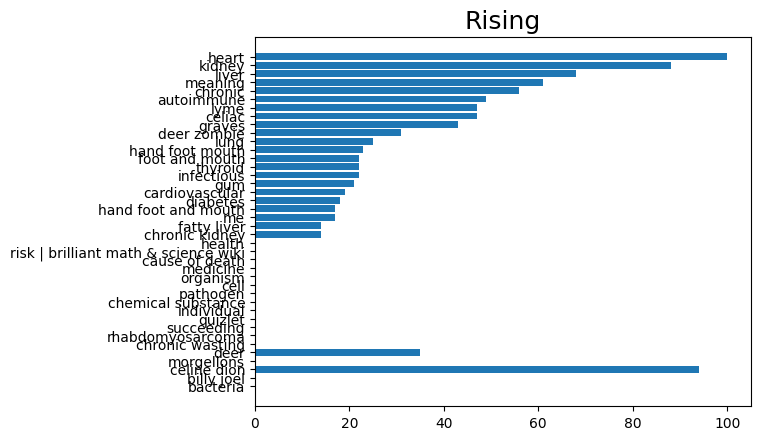 Rising
heart
kidney
liver
meaning
chronic
autoimmune
lyme
celiac
graves
deer zombie
lung
hand foot mouth
foot and mouth
thyroid
infectious
gum
cardiovascular
diabetes
hand foot and mouth
me
fatty liver
chronic kidney
health
risk | brilliant math & science wiki
cause of death
medicine
organism
cell
pathogen
chemical substance
individual
quizlet
succeeding
rhabdomyosarcoma
chronic wasting
deer
morgellons
celine dion
billy joel
bacteria
0 20 40 60 80 100